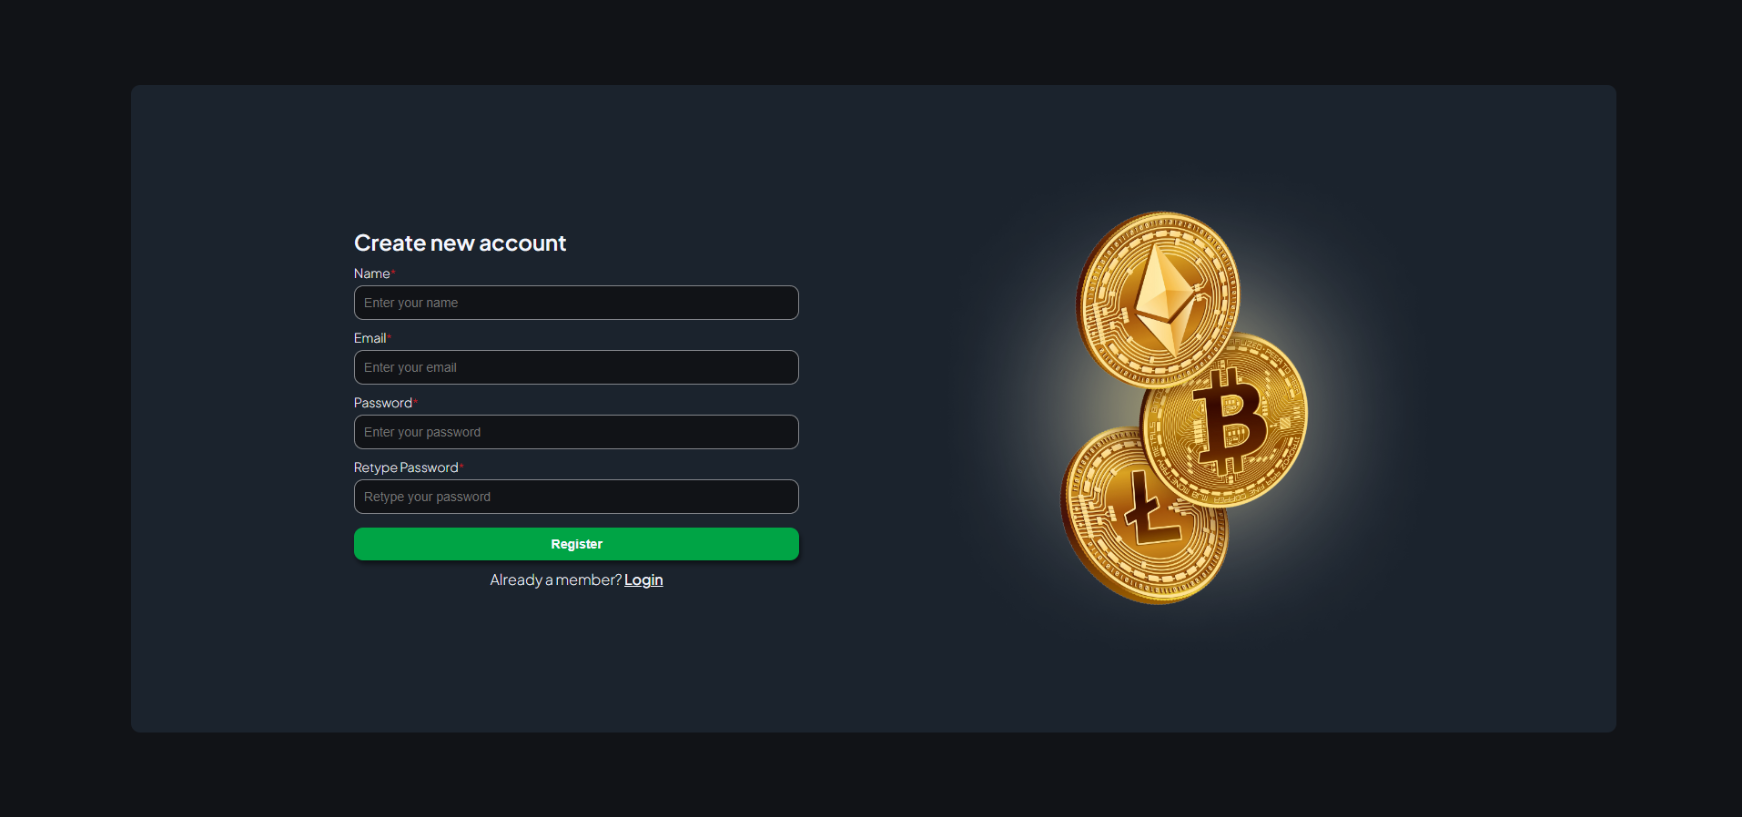 Create new account
Name*
Enter your name
Email*
Enter your email
Password*
Enter your password
Retype Password*
Retype your password
Register
Already a member? Login